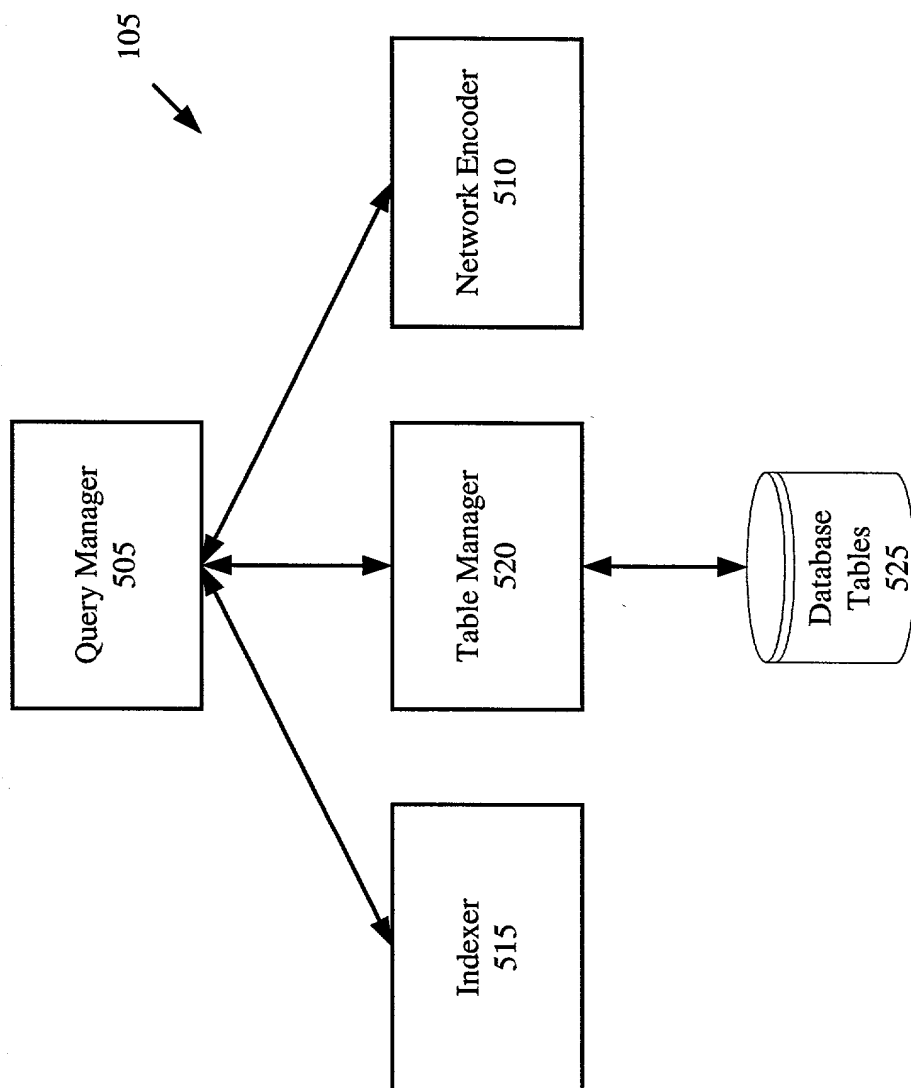 105
Query Manager
505
Network Encoder
510
Table Manager
520
Indexer
515
Database
Tables
525